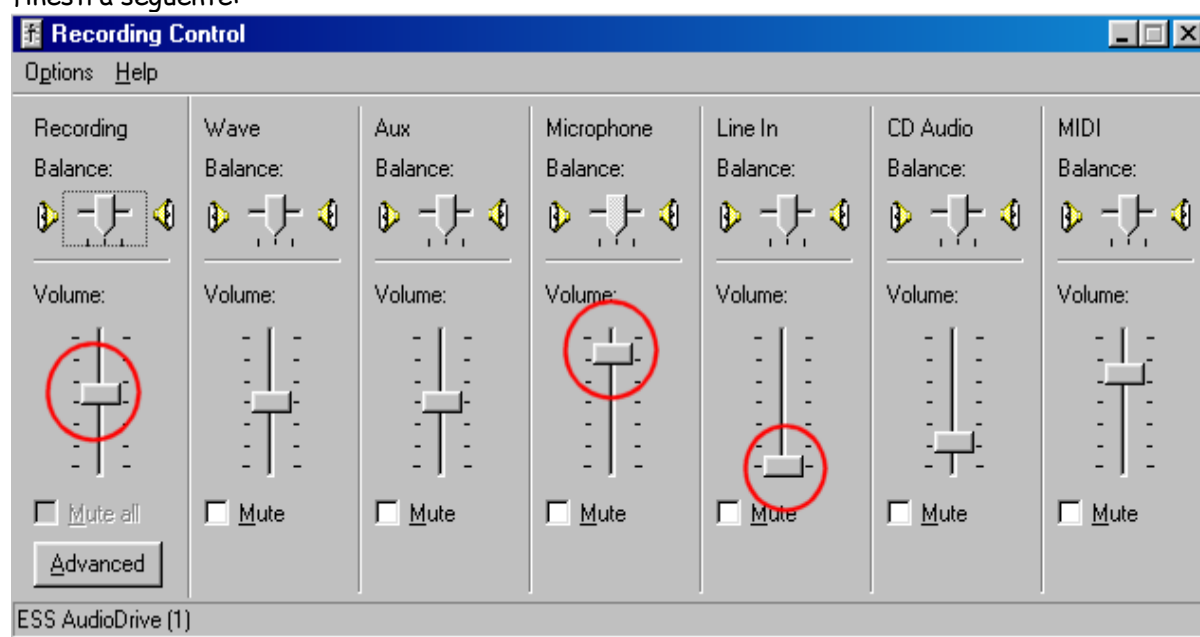 Recording Control
Options Help
Recording Wave Aux Microphone Line In CD Audio MIDI
Balance: Balance: Balance: Balance: Balance: Balance: Balance:
Volume: Volume: Volume: Volume: Volume: Volume: Volume:
Mute all Mute Mute Mute Mute Mute Mute
Advanced
ESS AudioDrive (1)